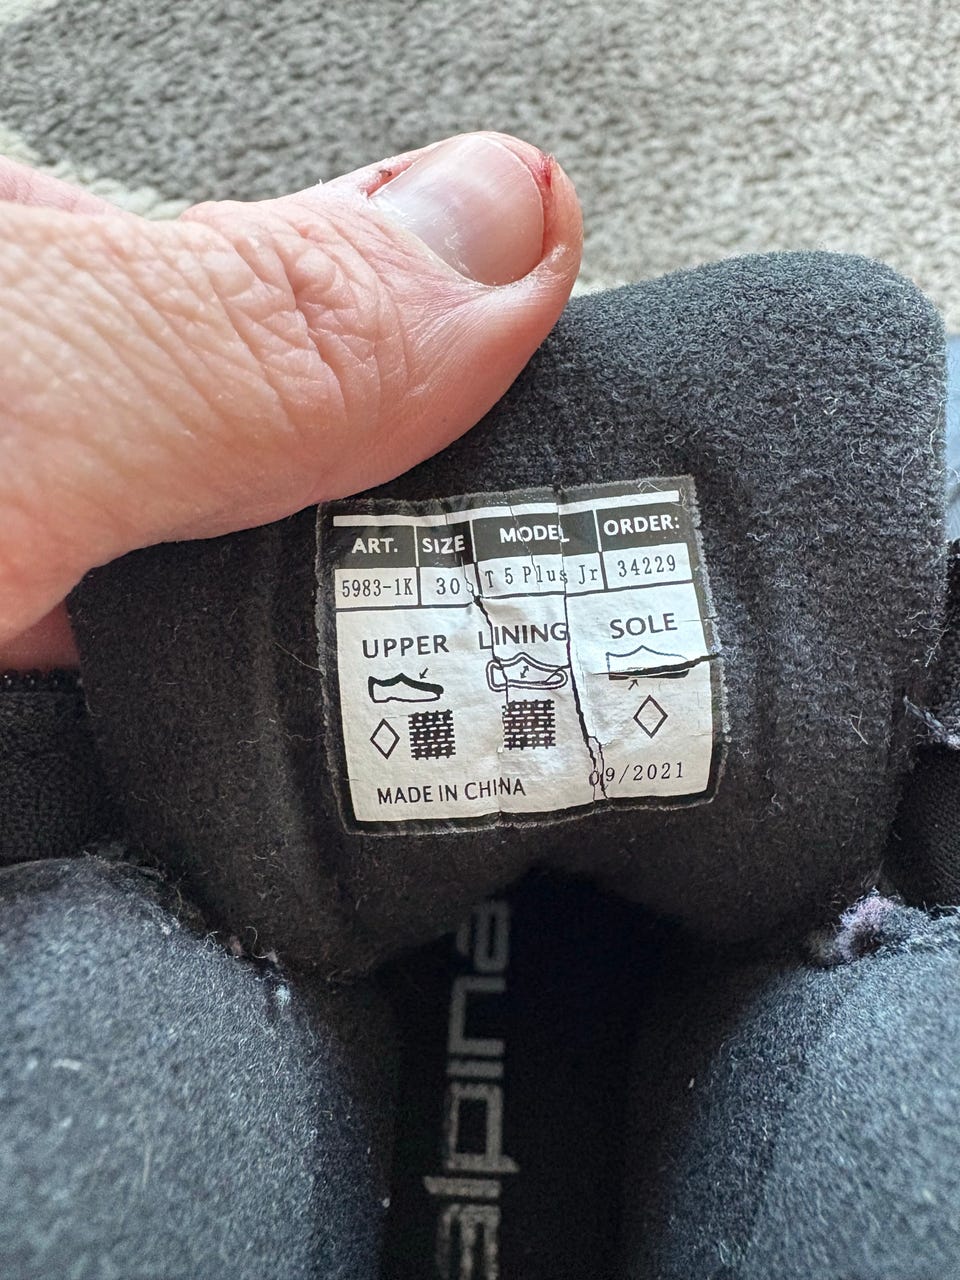 ART. SIZE MODEL ORDER:
5983-1K 30 T 5 Plus Jr 34229
UPPER LINING SOLE
09/2021
MADE IN CHINA
alpina